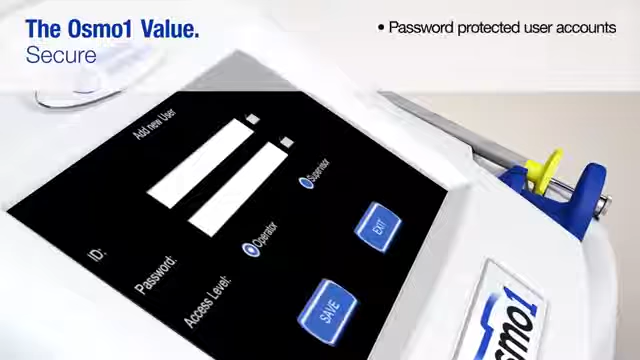 The Osmo1 Value.
Secure
• Password protected user accounts
Add new User
ID:
Password:
Access Level:
Operator
Supervisor
SAVE
EXIT
smo1